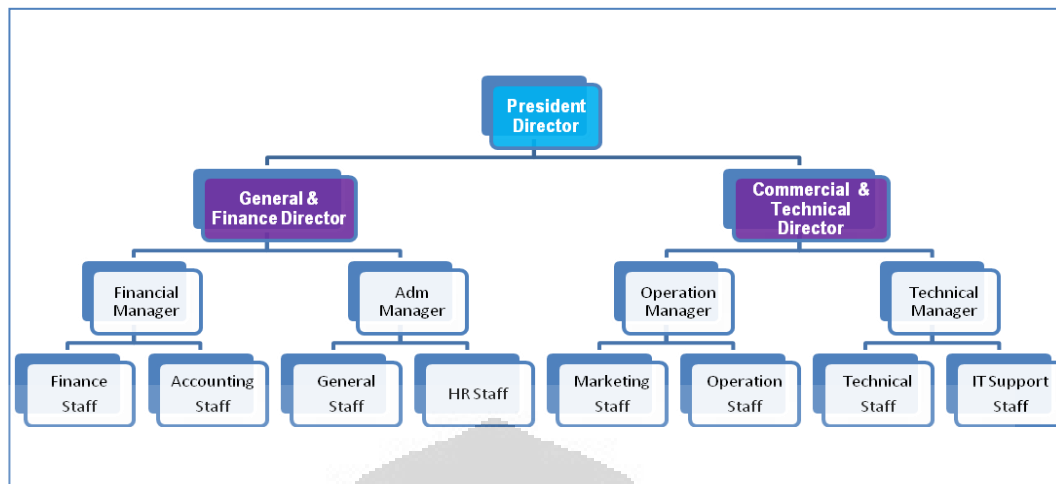 President
Director
General &
Finance Director
Commercial &
Technical
Director
Financial
Manager
Adm
Manager
Operation
Manager
Technical
Manager
Finance
Staff
Accounting
Staff
General
Staff
HR Staff
Marketing
Staff
Operation
Staff
Technical
Staff
IT Support
Staff